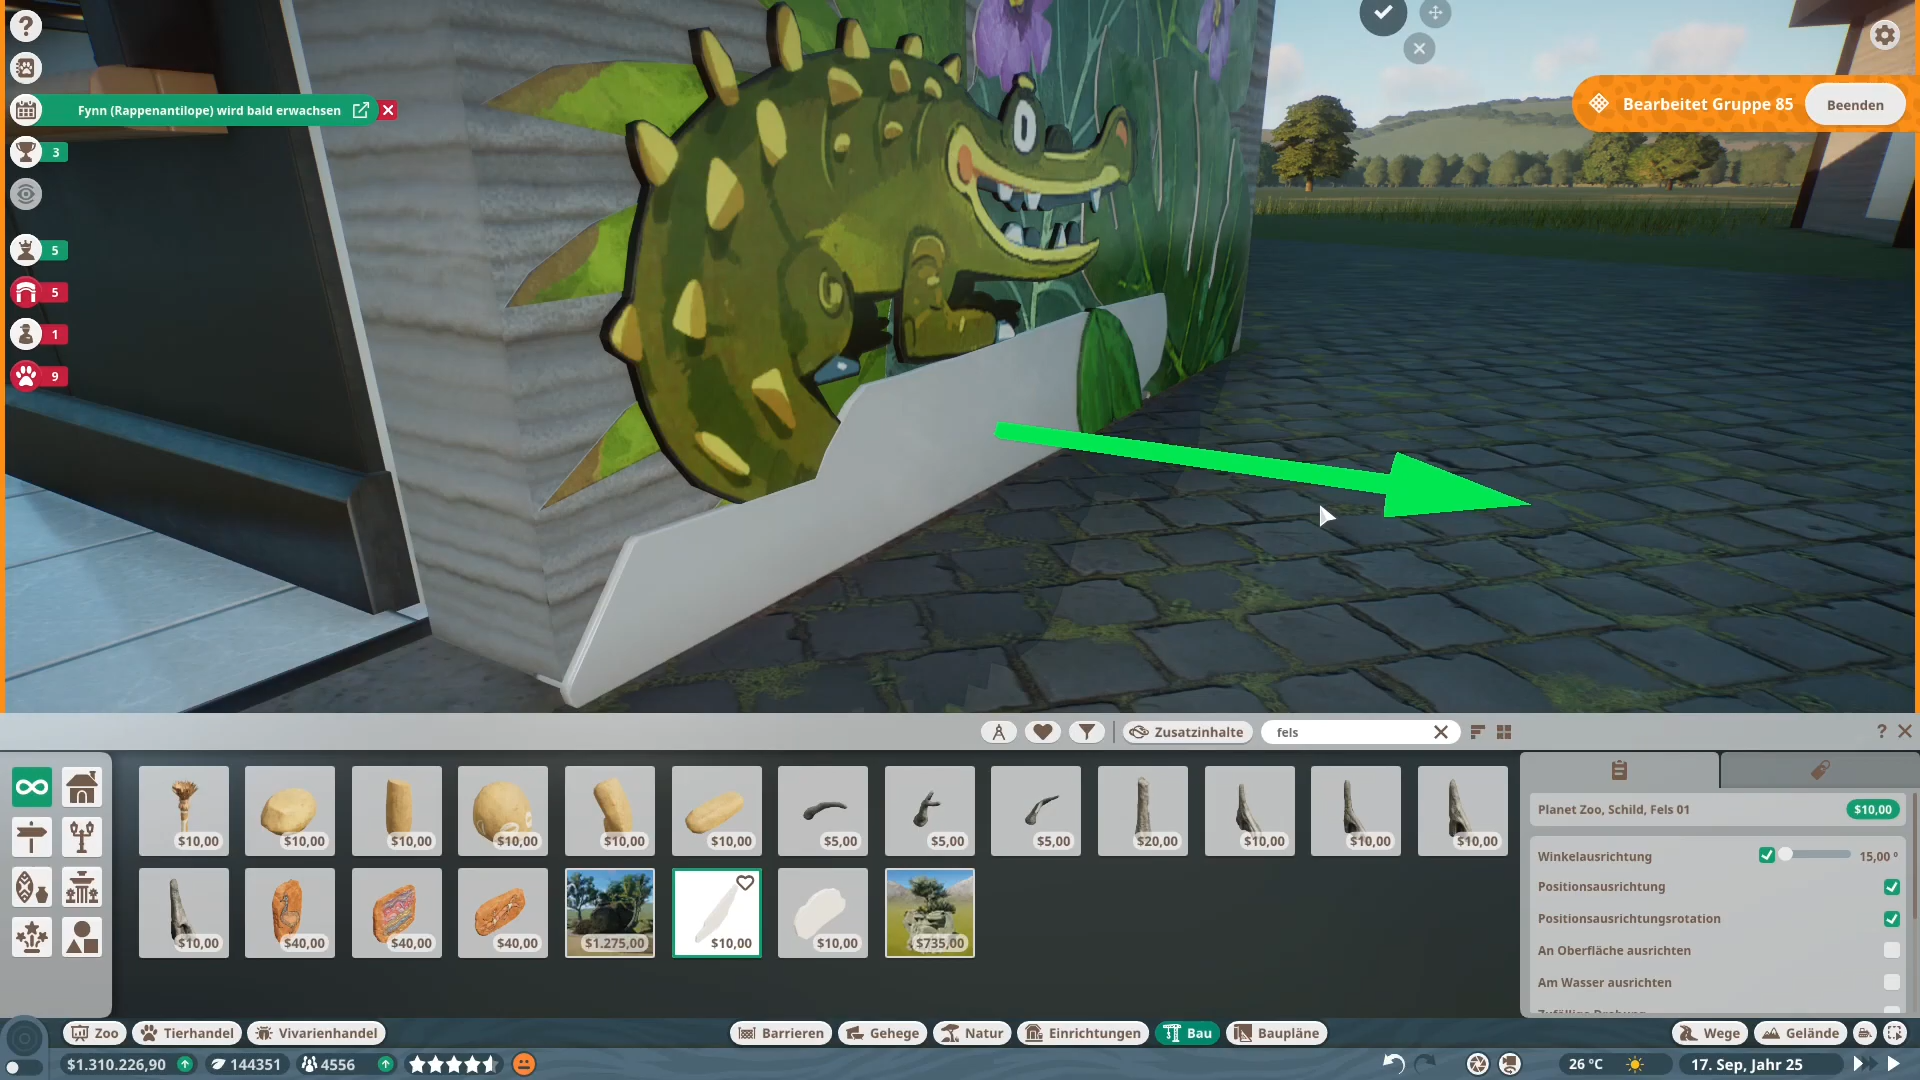 Fynn (Rappenantilope) wird bald erwachsen
3
5
5
1
9
Bearbeitet Gruppe 85
Beenden
Zusatzinhalte
fels
?
$10,00
$10,00
$10,00
$10,00
$10,00
$10,00
$5,00
$5,00
$5,00
$20,00
$10,00
$10,00
$10,00
$10,00
$40,00
$40,00
$40,00
$1.275,00
$10,00
$10,00
$735,00
Planet Zoo, Schild, Fels 01
$10,00
Winkelausrichtung
15,00 °
Positionsausrichtung
Positionsausrichtungsrotation
An Oberfläche ausrichten
Am Wasser ausrichten
Zoo
Tierhandel
Vivarienhandel
Barrieren
Gehege
Natur
Einrichtungen
Bau
Baupläne
Wege
Gelände
$1.310.226,90
144351
4556
26 °C
17. Sep, Jahr 25